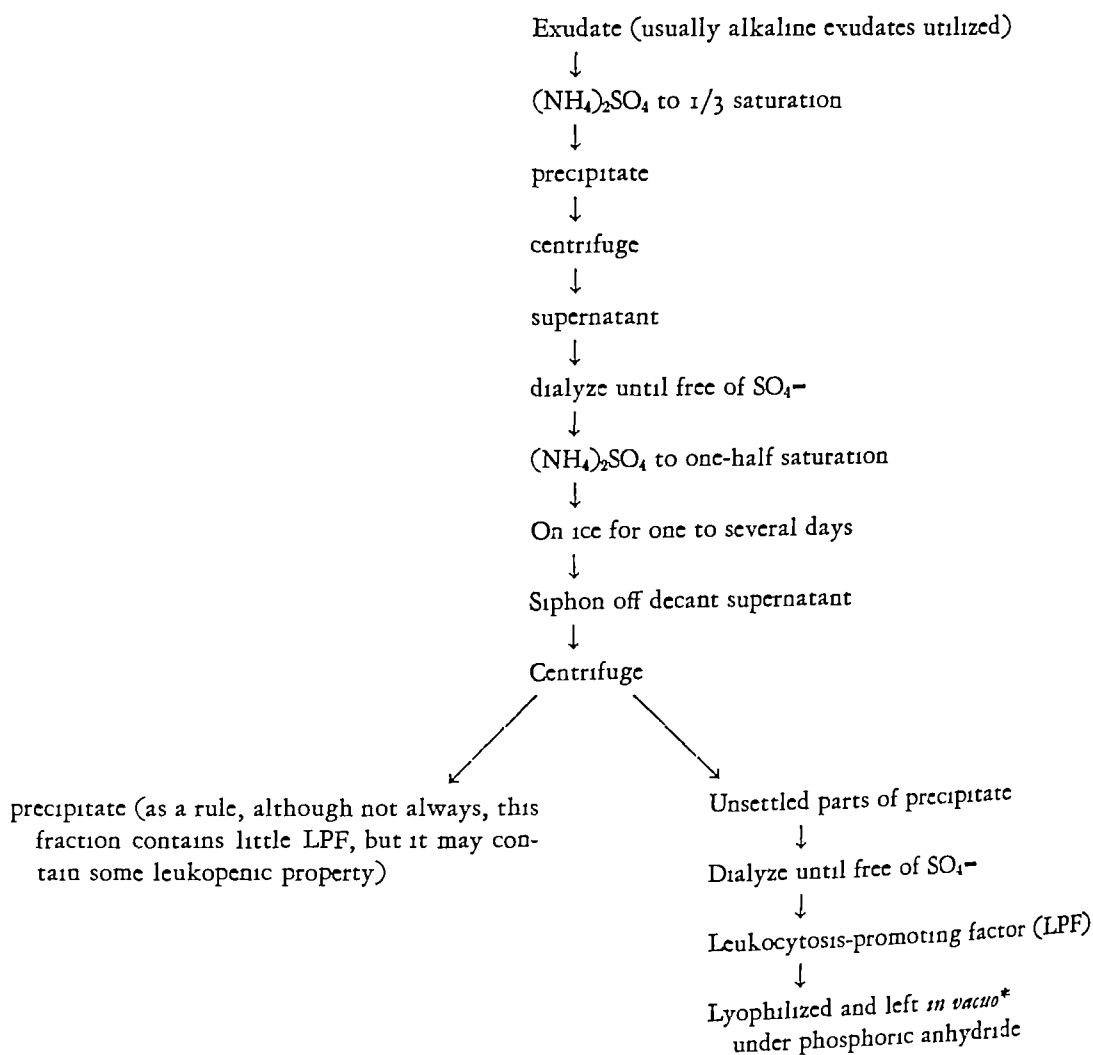 Exudate (usually alkaline exudates utilized)
↓
(NH₄)₂SO₄ to 1/3 saturation
↓
precipitate
↓
centrifuge
↓
supernatant
↓
dialyze until free of SO₄-
↓
(NH₄)₂SO₄ to one-half saturation
↓
On ice for one to several days
↓
Siphon off decant supernatant
↓
Centrifuge
precipitate (as a rule, although not always, this
fraction contains little LPF, but it may con-
tain some leukopenic property)
Unsettled parts of precipitate
↓
Dialyze until free of SO₄-
↓
Leukocytosis-promoting factor (LPF)
↓
Lyophilized and left in vacuo*
under phosphoric anhydride